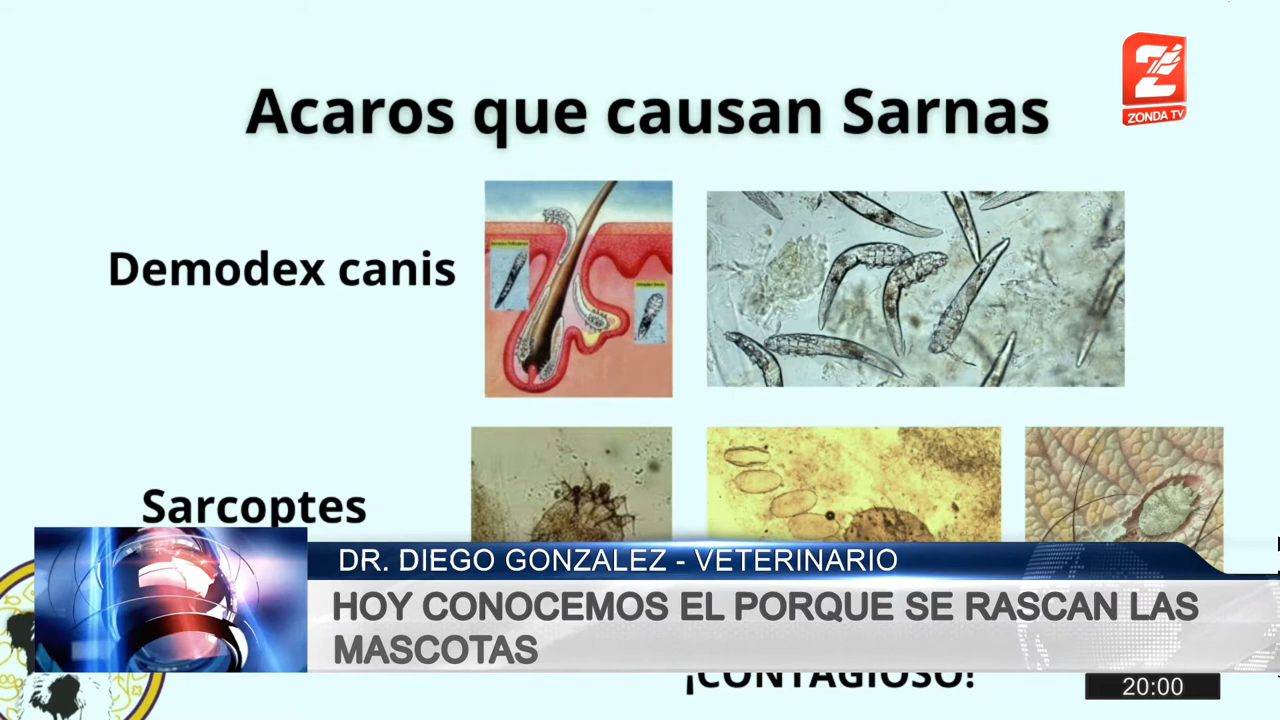 Acaros que causan Sarnas
ZONDA TV
Demodex canis
Sarcoptes
DR. DIEGO GONZALEZ - VETERINARIO
HOY CONOCEMOS EL PORQUE SE RASCAN LAS
MASCOTAS
¡CONTAGIOSO!
20:00